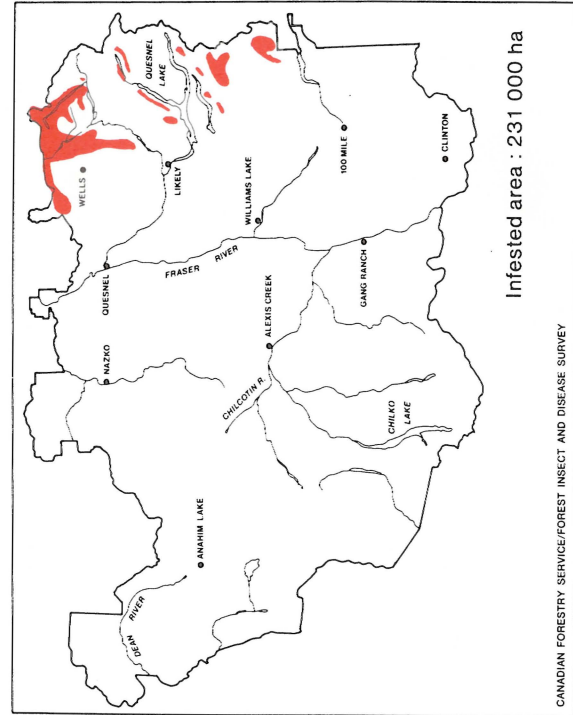 WELLS
QUESNEL
LAKE
QUESNEL
NAZKO
LIKELY
FRASER RIVER
DEAN RIVER
ANAHIM LAKE
WILLIAMS LAKE
ALEXIS CREEK
CHILCOTIN R.
100 MILE
GANG RANCH
CHILKO
LAKE
CLINTON
Infested area : 231 000 ha
CANADIAN FORESTRY SERVICE/FOREST INSECT AND DISEASE SURVEY